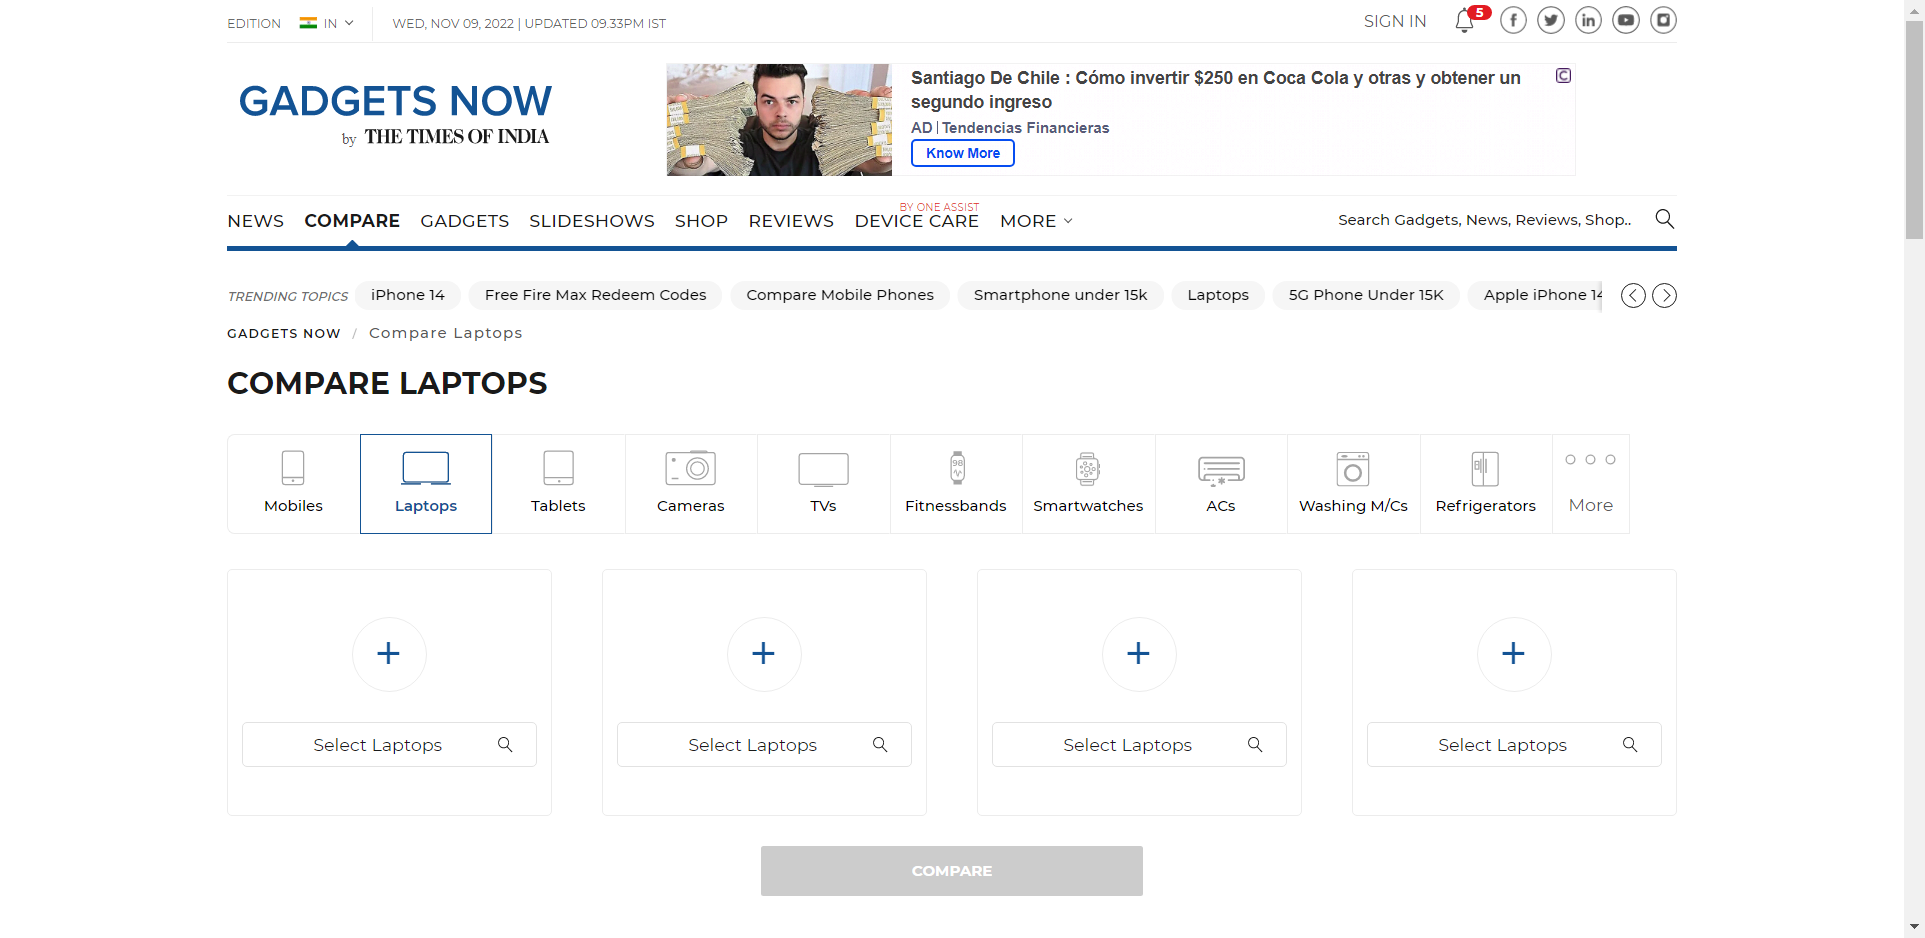 EDITION IN WED, NOV 09, 2022 | UPDATED 09.33PM IST SIGN IN 5
GADGETS NOW
by THE TIMES OF INDIA
Santiago De Chile : Cómo invertir $250 en Coca Cola y otras y obtener un
segundo ingreso
AD | Tendencias Financieras
Know More
BY ONE ASSIST
NEWS COMPARE GADGETS SLIDESHOWS SHOP REVIEWS DEVICE CARE MORE Search Gadgets, News, Reviews, Shop..
TRENDING TOPICS iPhone 14 Free Fire Max Redeem Codes Compare Mobile Phones Smartphone under 15k Laptops 5G Phone Under 15K Apple iPhone 14
GADGETS NOW / Compare Laptops
COMPARE LAPTOPS
98
Mobiles Laptops Tablets Cameras TVs Fitnessbands Smartwatches ACs Washing M/Cs Refrigerators More
Select Laptops Select Laptops Select Laptops Select Laptops
COMPARE